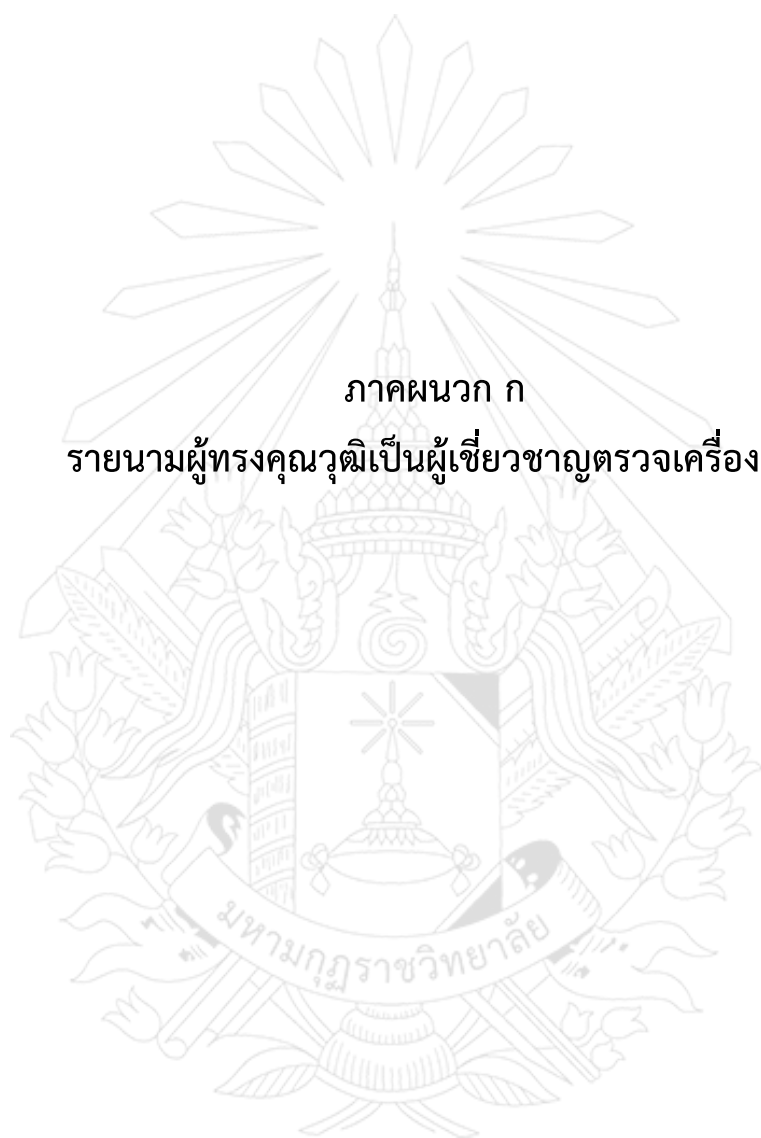 ภาคผนวก ก
รายนามผู้ทรงคุณวุฒิเป็นผู้เชี่ยวชาญตรวจเครื่อง
มหามกุฏราชวิทยาลัย